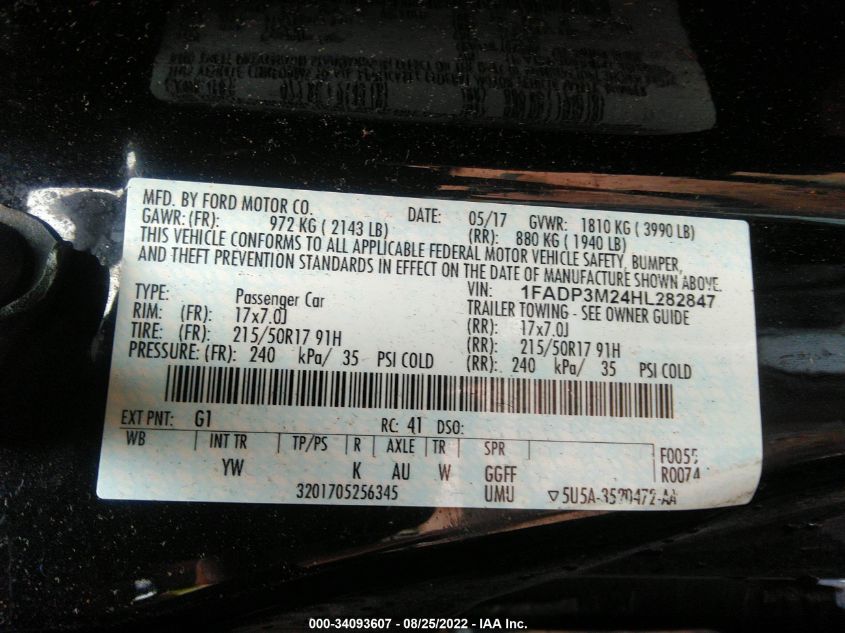 MFD. BY FORD MOTOR CO.
DATE: 05/17 GVWR: 1810 KG ( 3990 LB)
GAWR: (FR): 972 KG ( 2143 LB) (RR): 880 KG ( 1940 LB)
THIS VEHICLE CONFORMS TO ALL APPLICABLE FEDERAL MOTOR VEHICLE SAFETY, BUMPER,
AND THEFT PREVENTION STANDARDS IN EFFECT ON THE DATE OF MANUFACTURE SHOWN ABOVE.
VIN: 1FADP3M24HL282847
TYPE: Passenger Car TRAILER TOWING - SEE OWNER GUIDE
RIM: (FR): 17x7.0J (RR): 17x7.0J
TIRE: (FR): 215/50R17 91H (RR): 215/50R17 91H
PRESSURE: (FR): 240 kPa/ 35 PSI COLD (RR): 240 kPa/ 35 PSI COLD
EXT PNT: G1 RC: 41 DSO:
WB INT TR TP/PS R AXLE TR SPR F0055
YW K AU W GGFF R0074
3201705256345 UMU ▽5U5A-3520472-AA
000-34093607 - 08/25/2022 - IAA Inc.